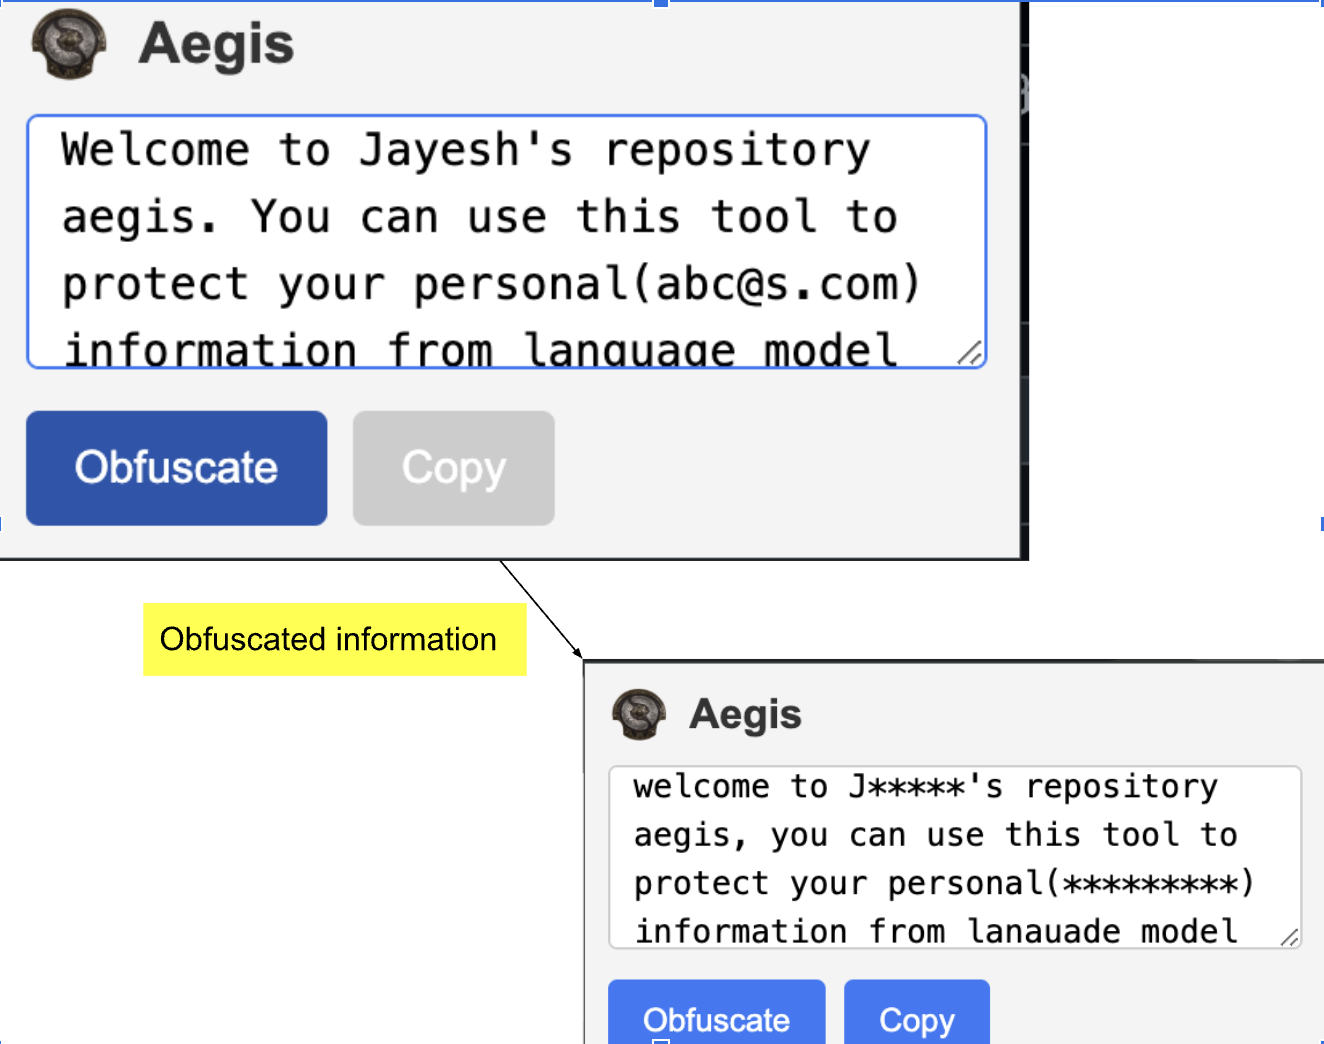 Aegis
Welcome to Jayesh's repository
aegis. You can use this tool to
protect your personal(abc@s.com)
information from language model
Obfuscate
Copy
Obfuscated information
Aegis
welcome to J*****'s repository
aegis, you can use this tool to
protect your personal(*********)
information from lanauade model
Obfuscate
Copy